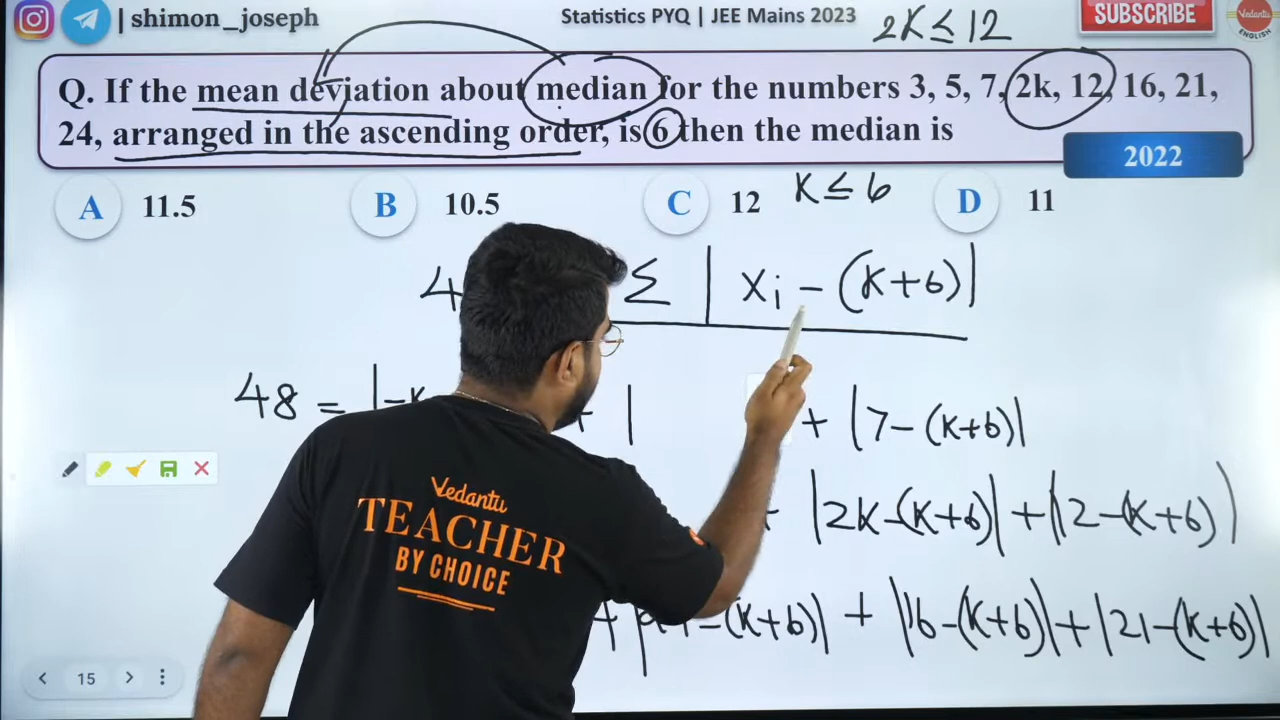 | shimon_joseph
Statistics PYQ | JEE Mains 2023
2K ≤ 12
SUBSCRIBE
Vedantu
ENGLISH
Q. If the mean deviation about median for the numbers 3, 5, 7, 2k, 12, 16, 21,
24, arranged in the ascending order, is 6 then the median is
2022
A 11.5
B 10.5
C 12
K ≤ 6
D 11
4
Σ | xi - (K+6)|
48 = |
+ |
+ |7 - (K+6)|
|2K - (K+6)| + |12 - (K+6)|
- (K+6)| + |16 - (K+6)| + |21 - (K+6)|
Vedantu
TEACHER
BY CHOICE
15